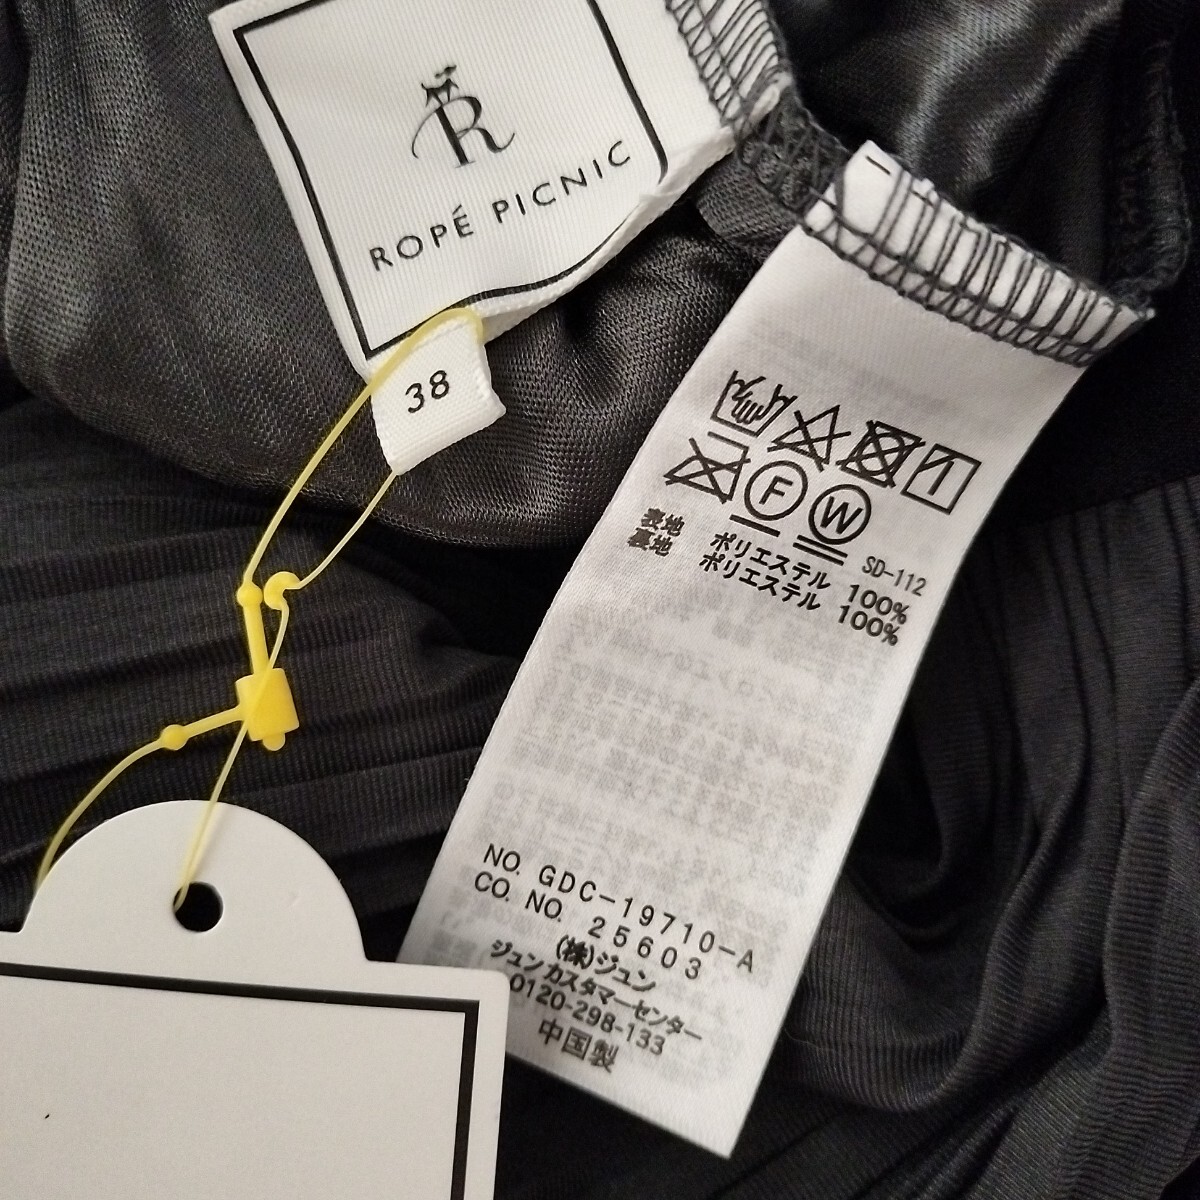 R
ROPÉ PICNIC
38
F W
SD-112
表地 ポリエステル 100%
裏地 ポリエステル 100%
NO. GDC-19710-A
CO. NO. 25603
(株)ジュン
ジュンカスタマーセンター
0120-298-133
中国製